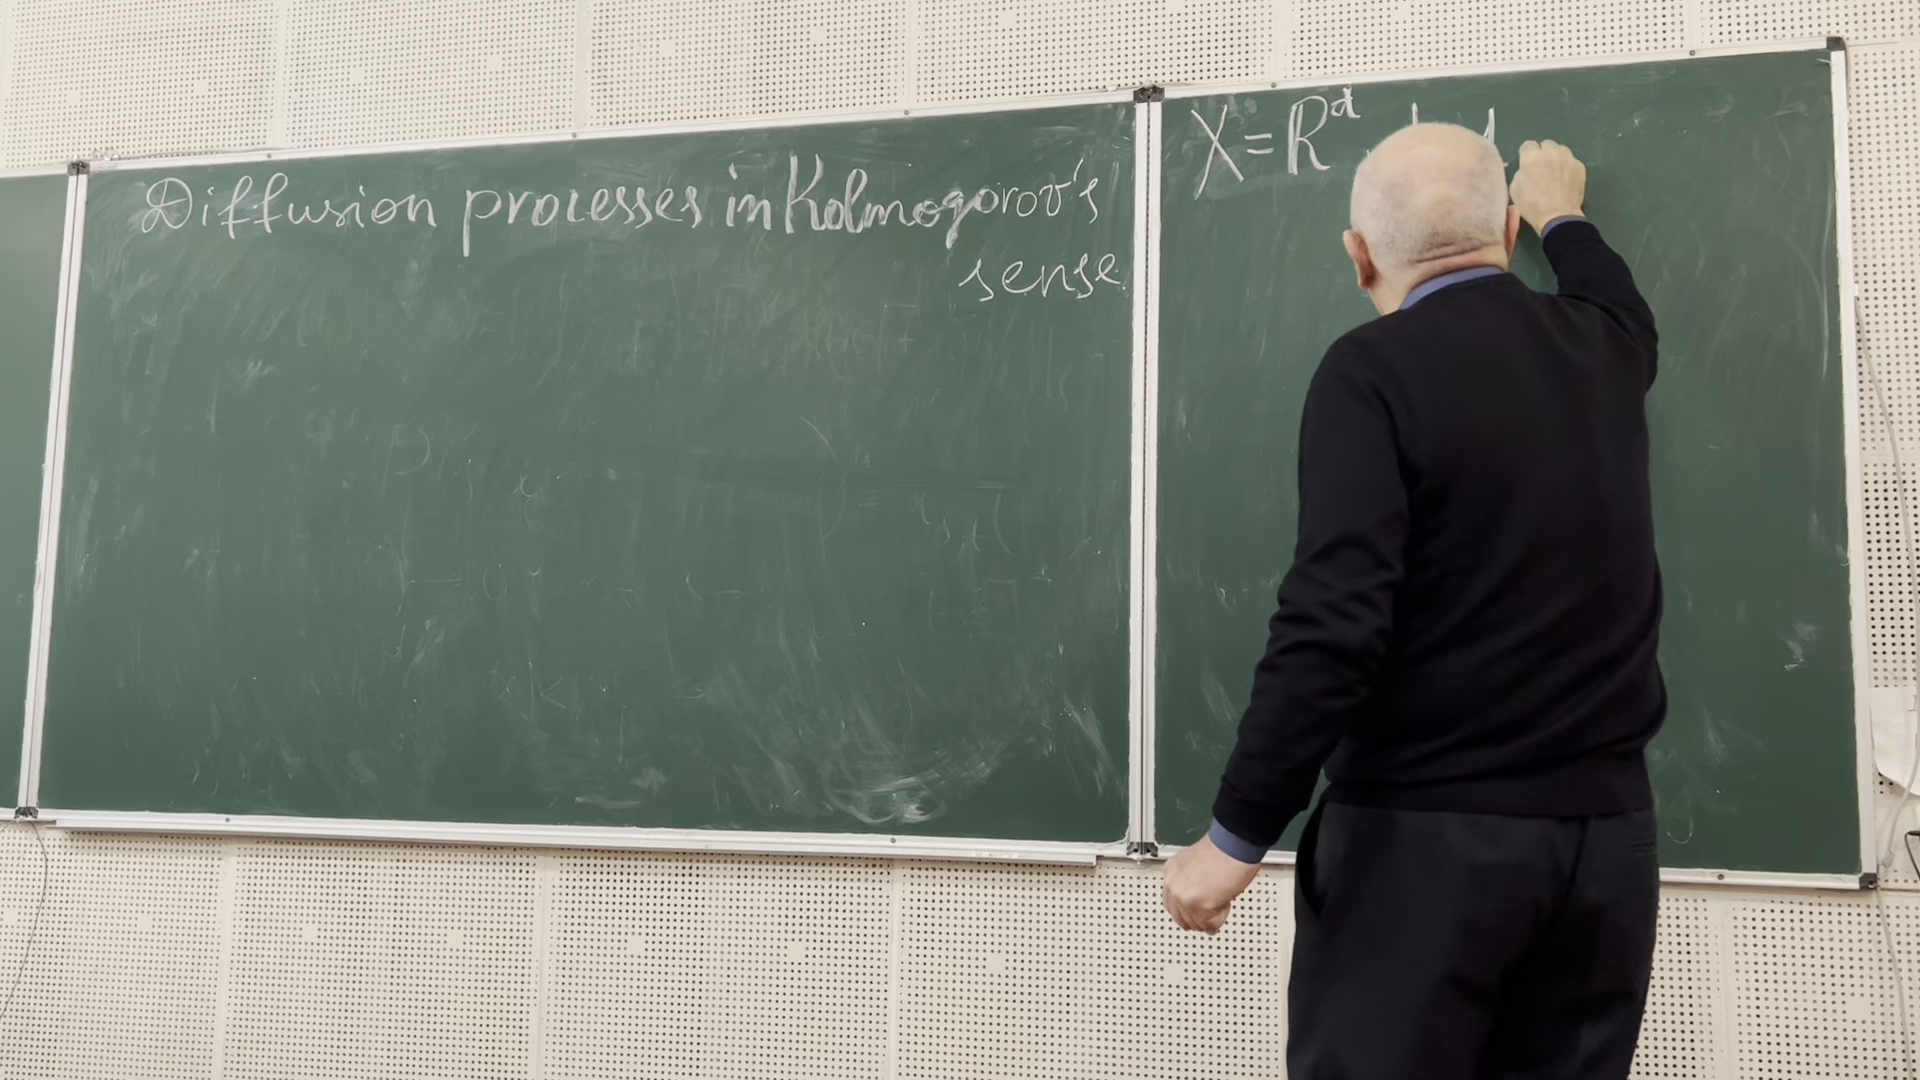 Diffusion processes in Kolmogorov's
sense
X = R^d